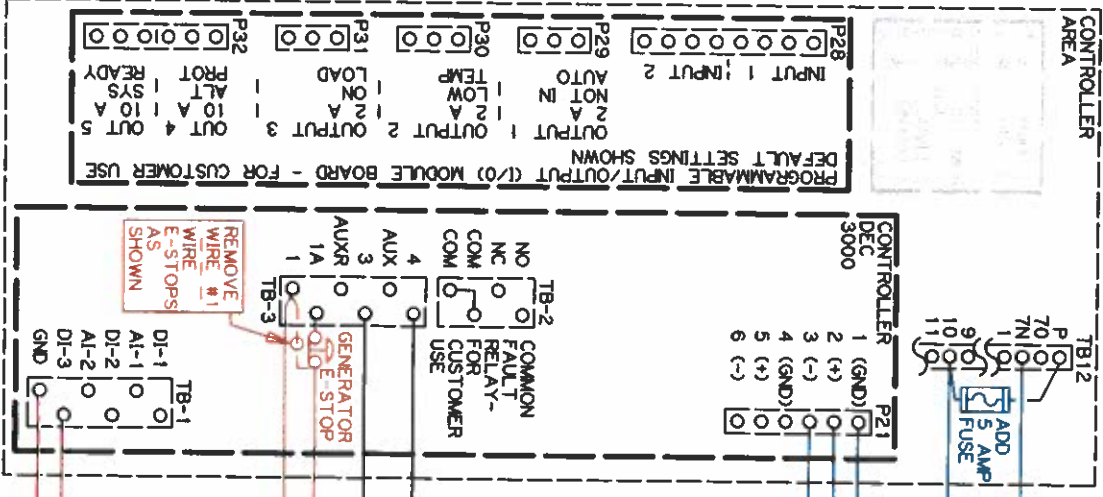 CONTROLLER
AREA
PROGRAMMABLE INPUT/OUTPUT (I/O) MODULE BOARD - FOR CUSTOMER USE
DEFAULT SETTINGS SHOWN
P28
INPUT 1
INPUT 2
P29
OUTPUT 1
2 A
NOT IN
AUTO
P30
OUTPUT 2
2 A
LOW
TEMP
P31
OUTPUT 3
2 A
ON
LOAD
P32
OUT 4
10 A
ALT
PROT
OUT 5
10 A
SYS
READY
TB12
P
70
7N
1
9
10
11
ADD
5 AMP
FUSE
CONTROLLER
DEC
3000
P21
1 (GND)
2 (+)
3 (-)
4 (GND)
5 (+)
6 (-)
TB-2
NO
NC
COM
COM
COMMON
FAULT
RELAY-
FOR
CUSTOMER
USE
TB-3
4
AUX
3
AUXR
1A
1
GENERATOR
E-STOP
REMOVE
WIRE #1
WIRE
E-STOPS
AS
SHOWN
TB-1
DI-1
AI-1
DI-2
AI-2
DI-3
GND